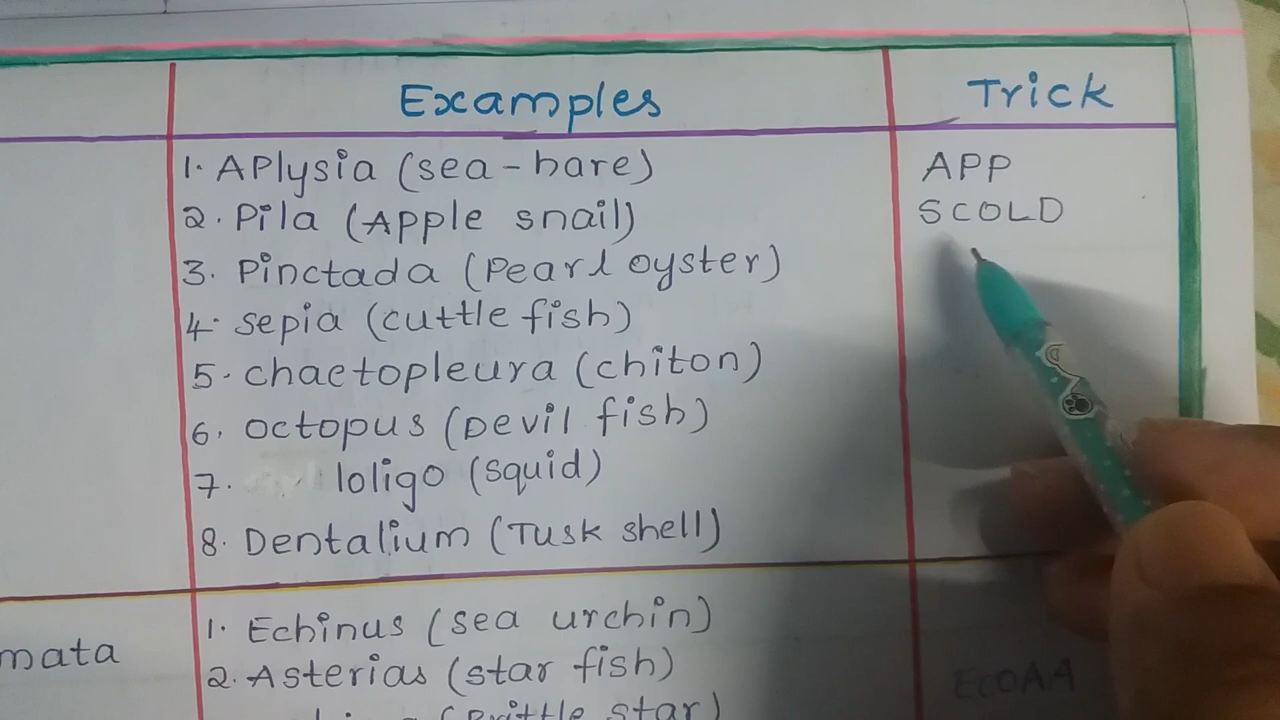 Examples
Trick
1. APlysia (sea-hare)
APP
2. Pila (Apple snail)
SCOLD
3. Pinctada (Pearl oyster)
4. sepia (cuttle fish)
5. chaetopleura (chiton)
6. octopus (Devil fish)
7. loligo (squid)
8. Dentalium (Tusk shell)
1. Echinus (sea urchin)
mata
2. Asterias (star fish)
ECOAA
(Brittle star)